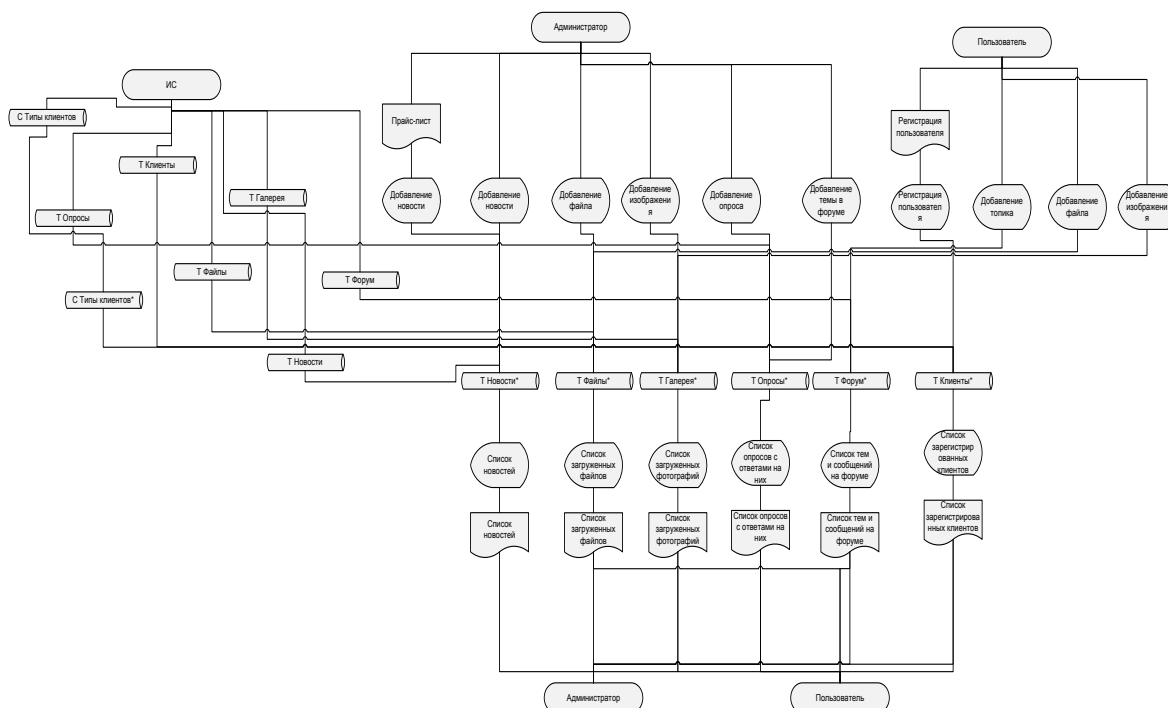 Администратор
Пользователь
ИС
С Типы клиентов
Прайс-лист
Регистрация
пользователя
Т Клиенты
Т Галерея
Т Опросы
Добавление
новости
Добавление
новости
Добавление
файла
Добавление
изображени
я
Добавление
опроса
Добавление
темы в
форуме
Регистрация
пользовател
я
Добавление
топика
Добавление
файла
Добавление
изображени
я
Т Файлы
Т Форум
С Типы клиентов*
Т Новости
Т Новости*
Т Файлы*
Т Галерея*
Т Опросы*
Т Форум*
Т Клиенты*
Список
новостей
Список
загруженных
файлов
Список
загруженных
фотографий
Список
опросов с
ответами на
них
Список тем
и сообщений
на форуме
Список
зарегистрир
ованных
клиентов
Список
новостей
Список
загруженных
файлов
Список
загруженных
фотографий
Список опросов
с ответами на
них
Список тем и
сообщений на
форуме
Список
зарегистрирова
нных клиентов
Администратор
Пользователь